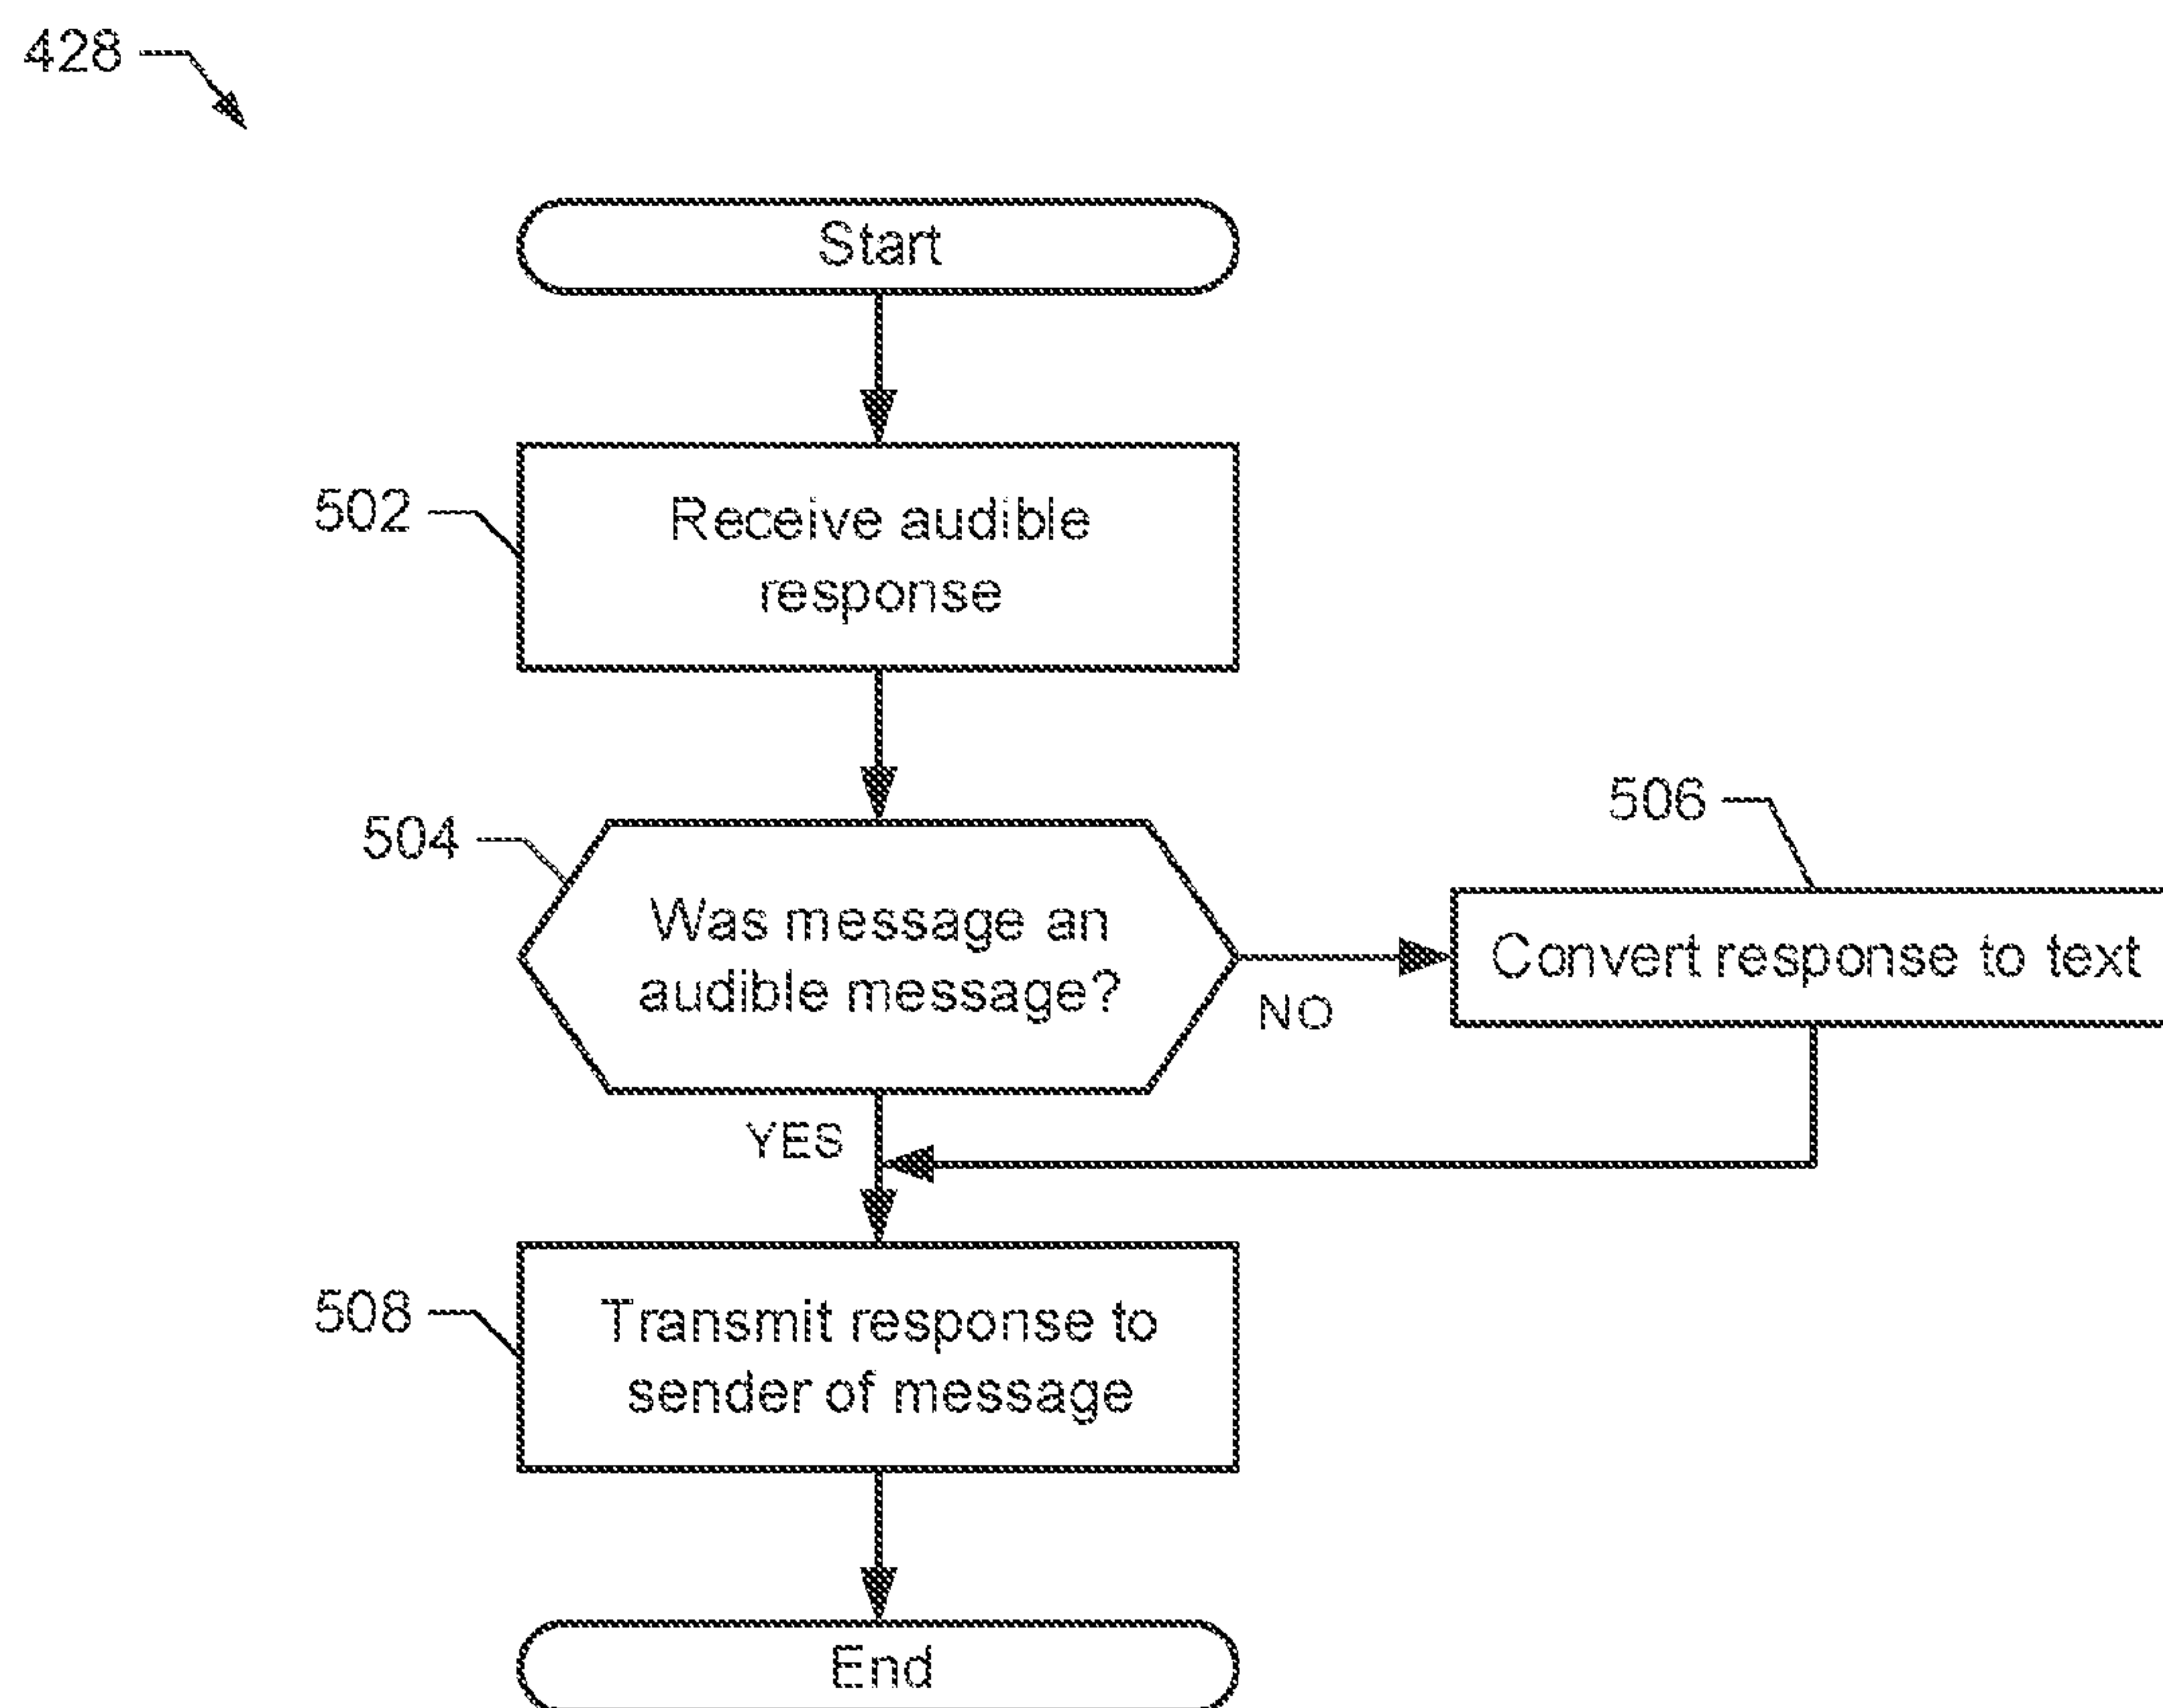 428
Start
502
Receive audible
response
504
Was message an
audible message?
506
Convert response to text
NO
YES
508
Transmit response to
sender of message
End